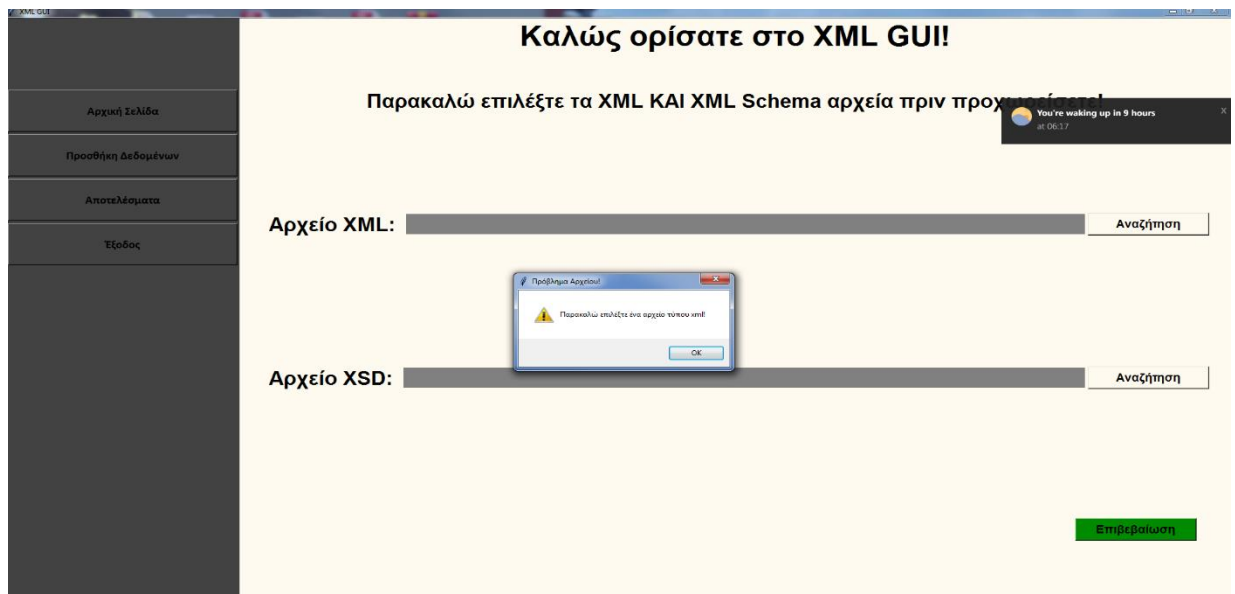 XML GUI
Καλώς ορίσατε στο XML GUI!
Παρακαλώ επιλέξτε τα XML ΚΑΙ XML Schema αρχεία πριν προχωρείσετε!
You're waking up in 9 hours
at 06:17
Αρχική Σελίδα
Προσθήκη Δεδομένων
Αποτελέσματα
Έξοδος
Αρχείο XML:
Αναζήτηση
Πρόβλημα Αρχείου!
Παρακαλώ επιλέξτε ένα αρχείο τύπου xml!
OK
Αρχείο XSD:
Αναζήτηση
Επιβεβαίωση